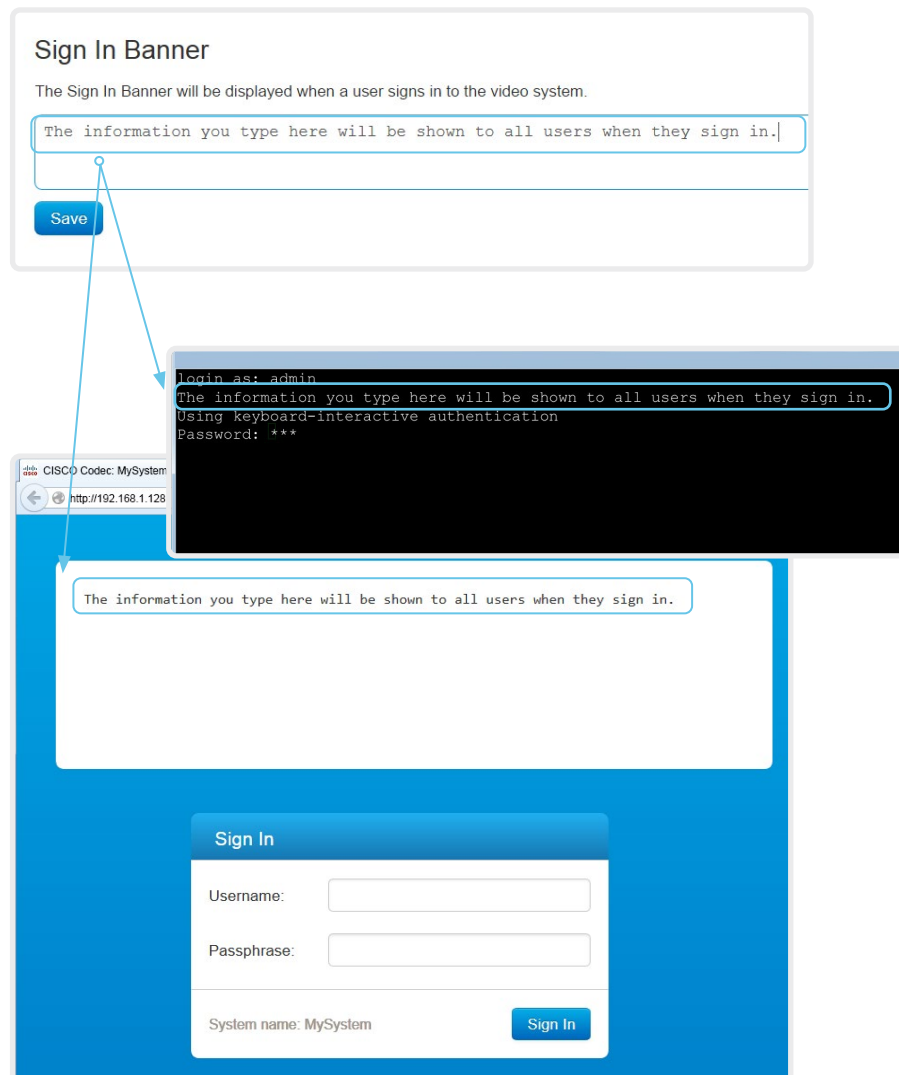 Sign In Banner
The Sign In Banner will be displayed when a user signs in to the video system.
The information you type here will be shown to all users when they sign in.
Save
login as: admin
The information you type here will be shown to all users when they sign in.
Using keyboard-interactive authentication
Password: ***
CISCO Codec: MySystem
http://192.168.1.128
The information you type here will be shown to all users when they sign in.
Sign In
Username:
Passphrase:
System name: MySystem
Sign In